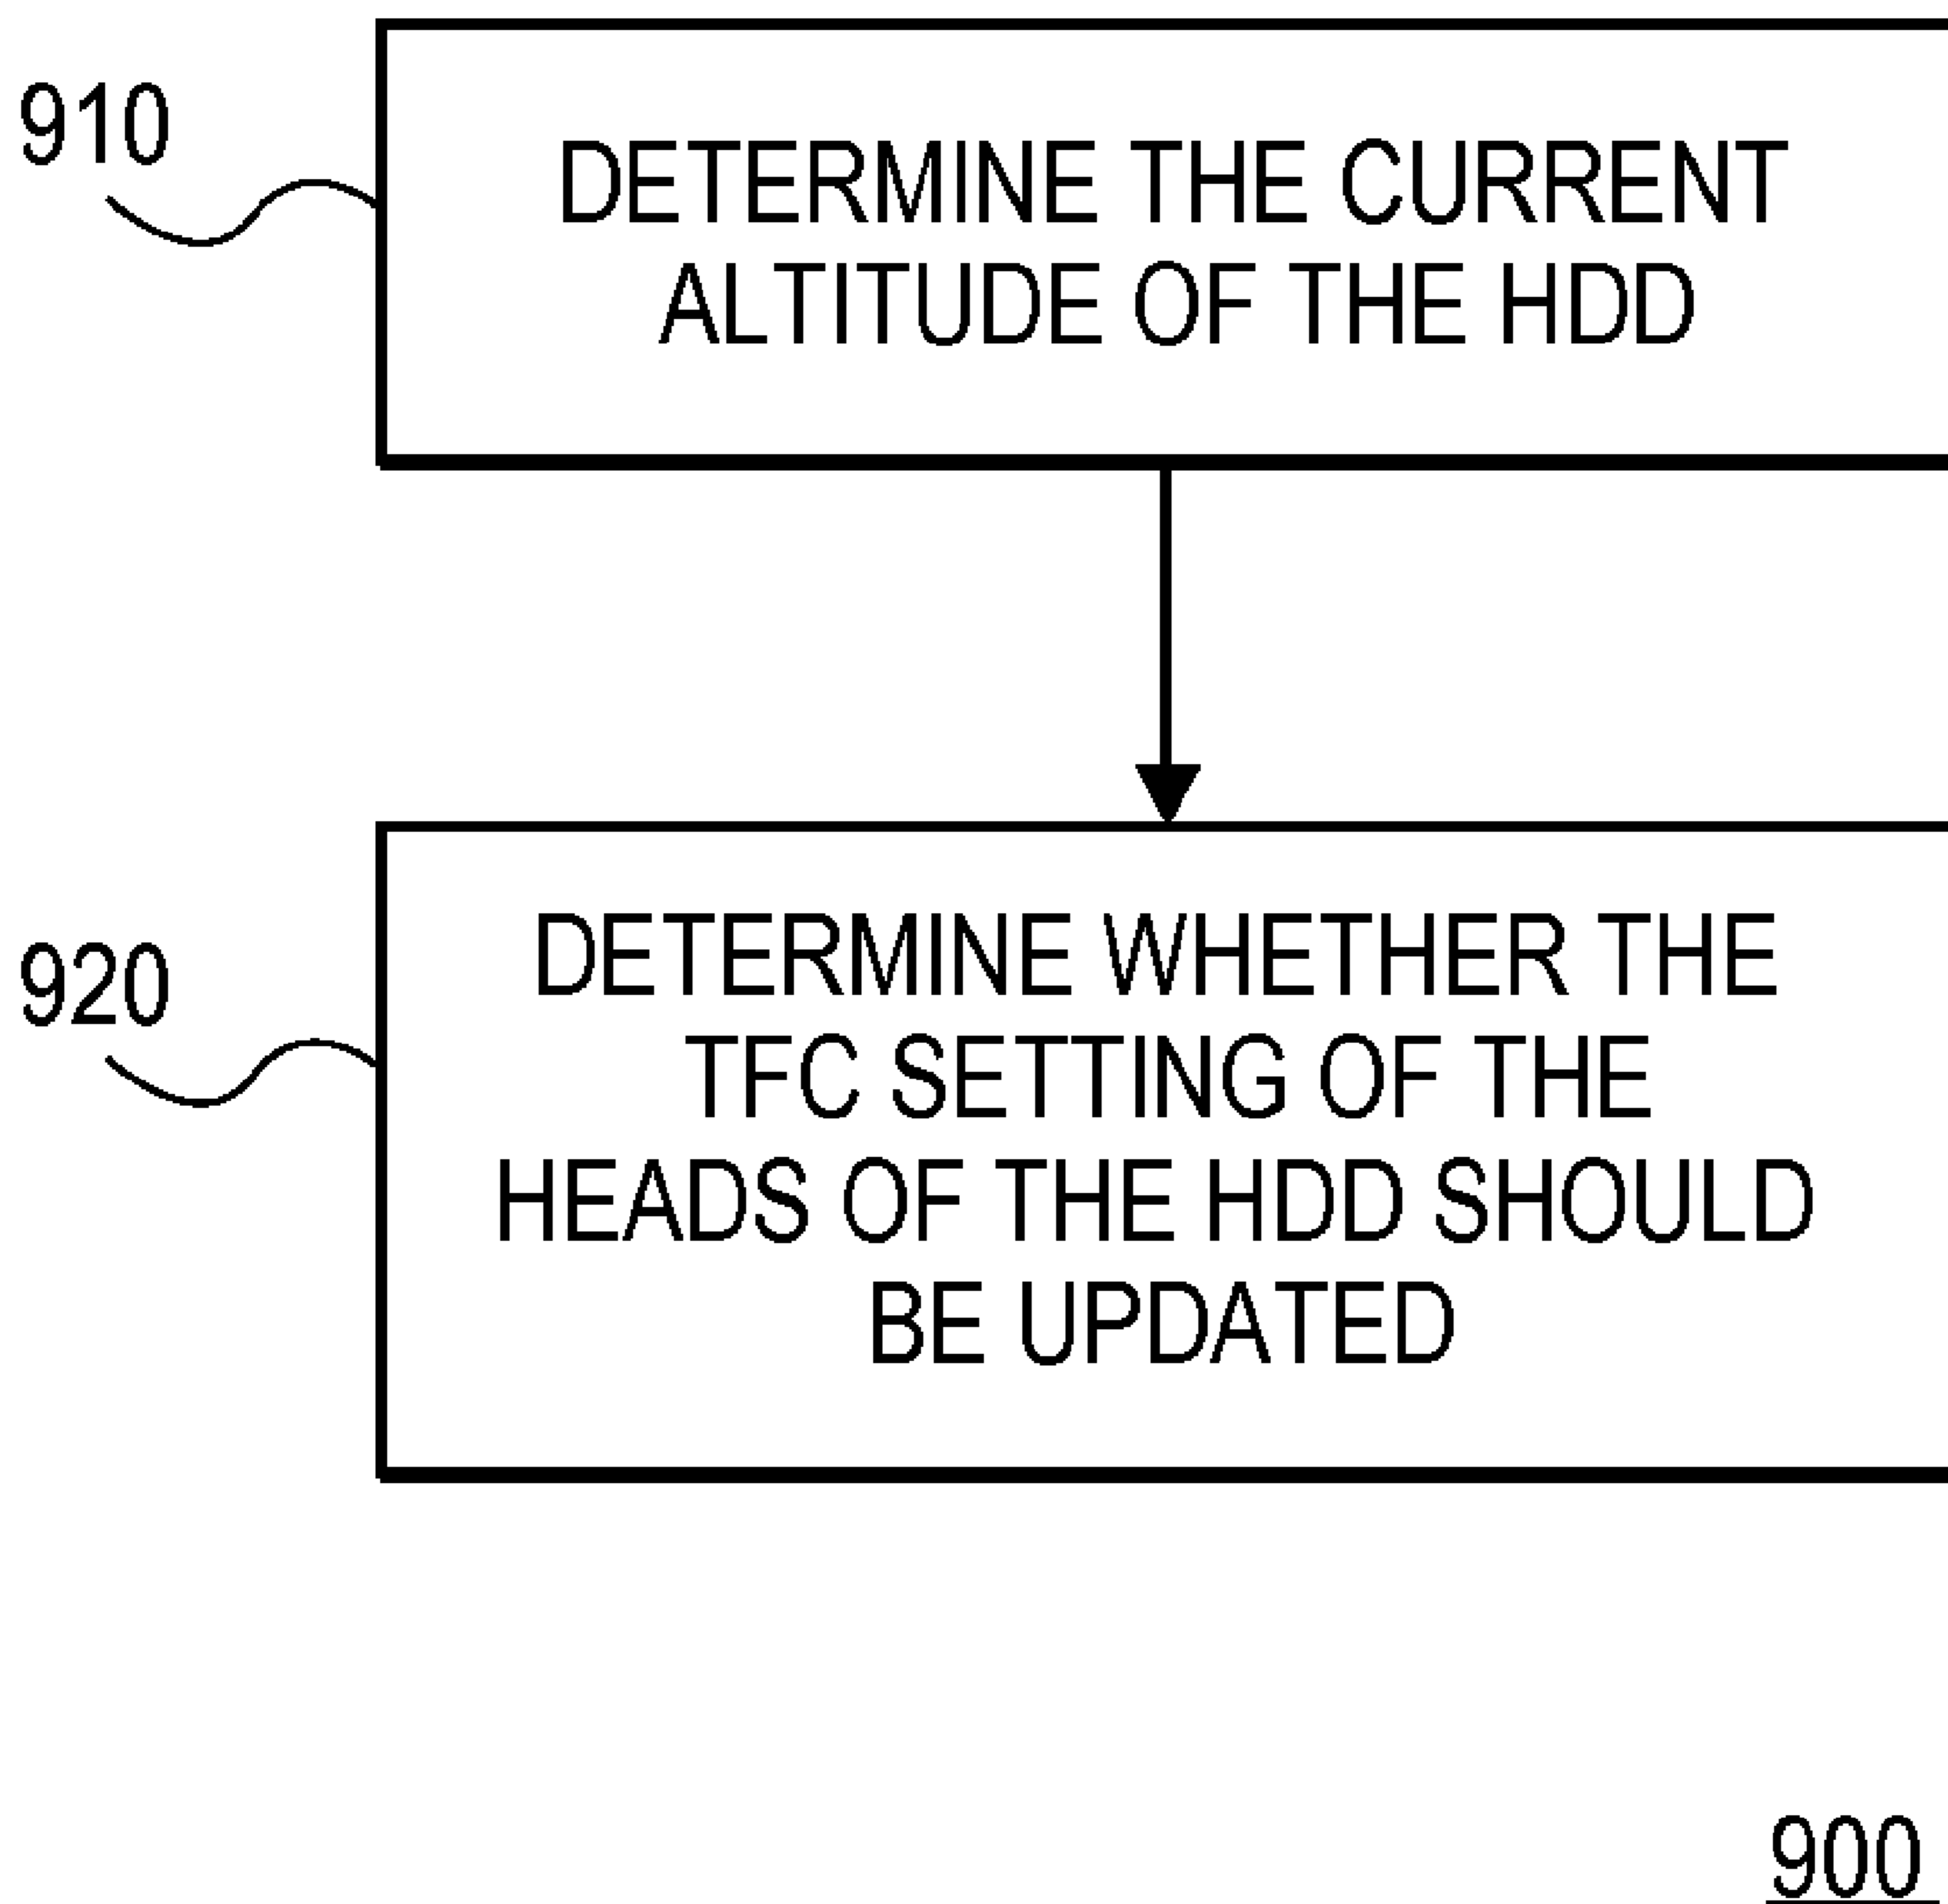 910
DETERMINE THE CURRENT
ALTITUDE OF THE HDD
920
DETERMINE WHETHER THE
TFC SETTING OF THE
HEADS OF THE HDD SHOULD
BE UPDATED
900